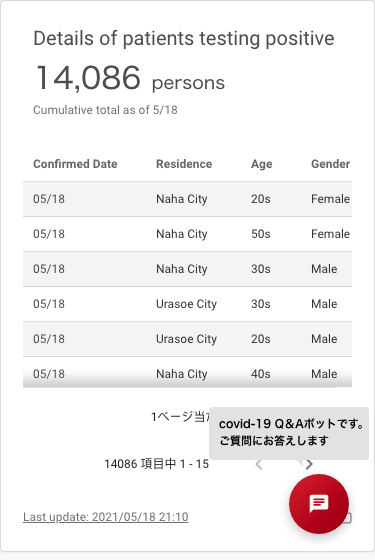 Details of patients testing positive
14,086 persons
Cumulative total as of 5/18
Confirmed Date Residence Age Gender
05/18 Naha City 20s Female
05/18 Naha City 50s Female
05/18 Naha City 30s Male
05/18 Urasoe City 30s Male
05/18 Urasoe City 20s Male
05/18 Naha City 40s Male
1ページ当
covid-19 Q&Aボットです。
ご質問にお答えします
14086 項目中 1 - 15
Last update: 2021/05/18 21:10